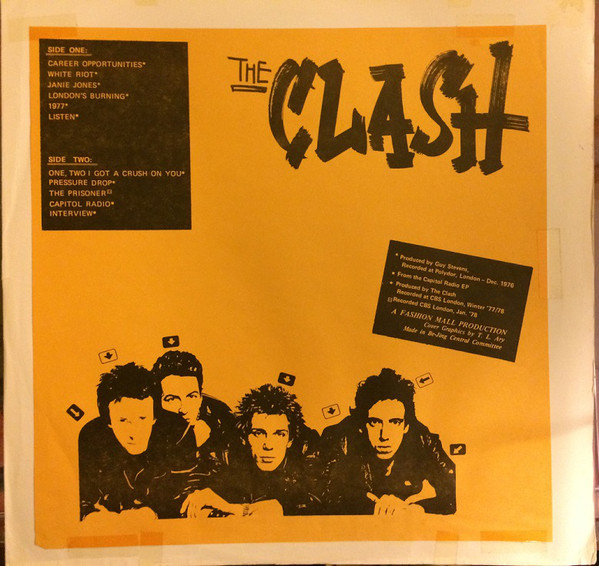 SIDE ONE:
CAREER OPPORTUNITIES*
WHITE RIOT*
JANIE JONES*
LONDON'S BURNING*
1977*
LISTEN*
SIDE TWO:
ONE, TWO I GOT A CRUSH ON YOU*
PRESSURE DROP*
THE PRISONER□
CAPITOL RADIO*
INTERVIEW*
THE CLASH
* Produced by Guy Stevens,
Recorded at Polydor, London - Dec. 1976
* From the Capitol Radio EP
* Produced by The Clash
Recorded at CBS London, Winter '77/78
□Recorded CBS London, Jan. '78
A FASHION MALL PRODUCTION
Cover Graphics by T. L. Ary
Made in Be-Jing Central Committee